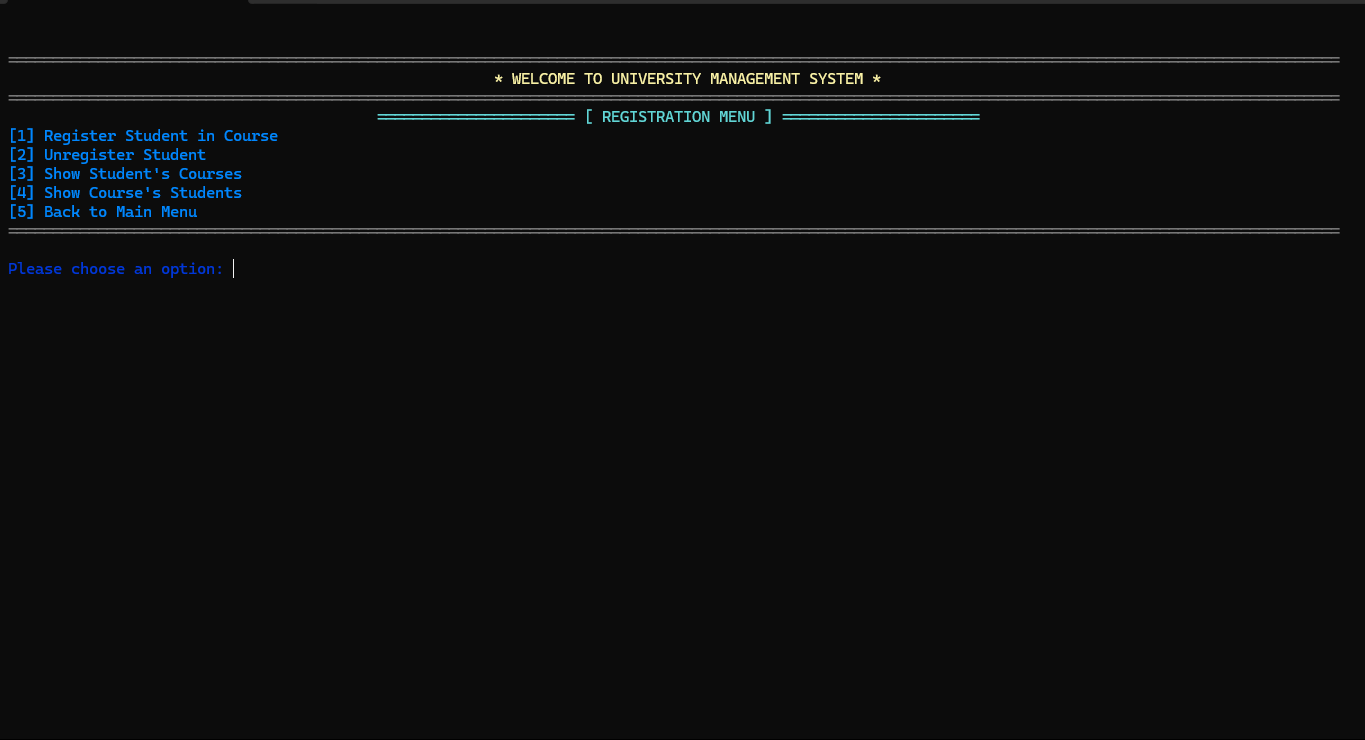 * WELCOME TO UNIVERSITY MANAGEMENT SYSTEM *
[ REGISTRATION MENU ]
[1] Register Student in Course
[2] Unregister Student
[3] Show Student's Courses
[4] Show Course's Students
[5] Back to Main Menu
Please choose an option: